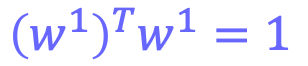 (w¹)ᵀw¹ = 1